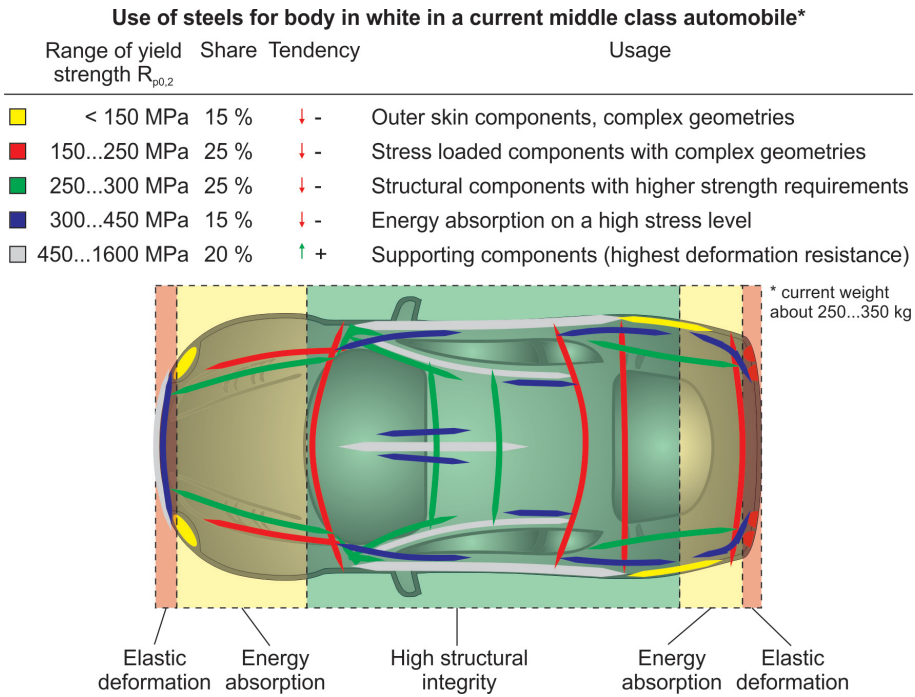 Use of steels for body in white in a current middle class automobile*
Range of yield strength Rp0,2 Share Tendency Usage
< 150 MPa 15 % ↓ - Outer skin components, complex geometries
150...250 MPa 25 % ↓ - Stress loaded components with complex geometries
250...300 MPa 25 % ↓ - Structural components with higher strength requirements
300...450 MPa 15 % ↓ - Energy absorption on a high stress level
450...1600 MPa 20 % ↑ + Supporting components (highest deformation resistance)
* current weight
about 250...350 kg
Elastic
deformation
Energy
absorption
High structural
integrity
Energy
absorption
Elastic
deformation